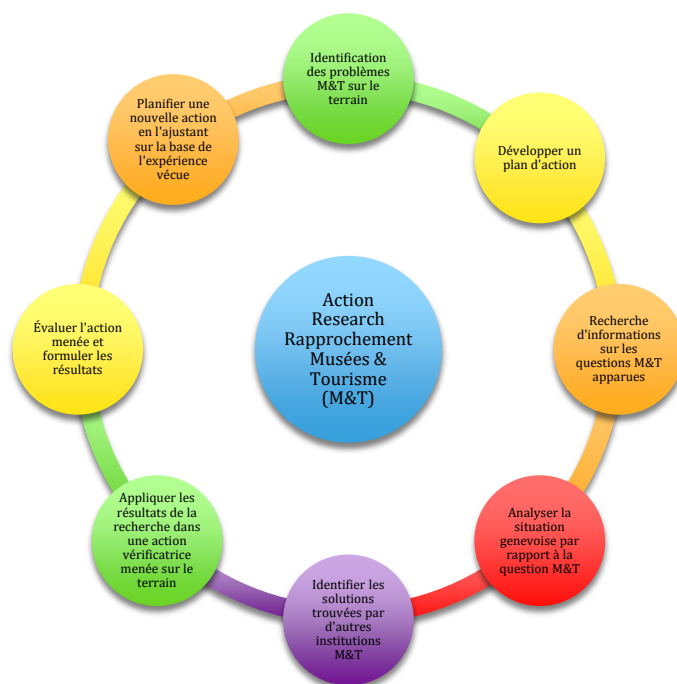 Identification
des problèmes
M&T sur le
terrain
Développer un
plan d'action
Recherche
d'informations
sur les
questions M&T
apparues
Analyser la
situation
genevoise par
rapport à la
question M&T
Identifier les
solutions
trouvées par
d'autres
institutions
M&T
Appliquer les
résultats de la
recherche dans
une action
vérificatrice
menée sur le
terrain
Évaluer l'action
menée et
formuler les
résultats
Planifier une
nouvelle action
en l'ajustant
sur la base de
l'expérience
vécue
Action
Research
Rapprochement
Musées &
Tourisme
(M&T)